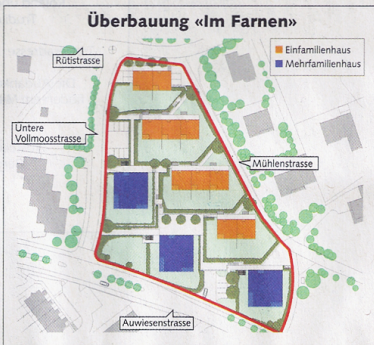 Überbauung «Im Farnen»
Einfamilienhaus
Mehrfamilienhaus
Rütistrasse
Untere
Vollmoosstrasse
Mühlenstrasse
Auwiesenstrasse